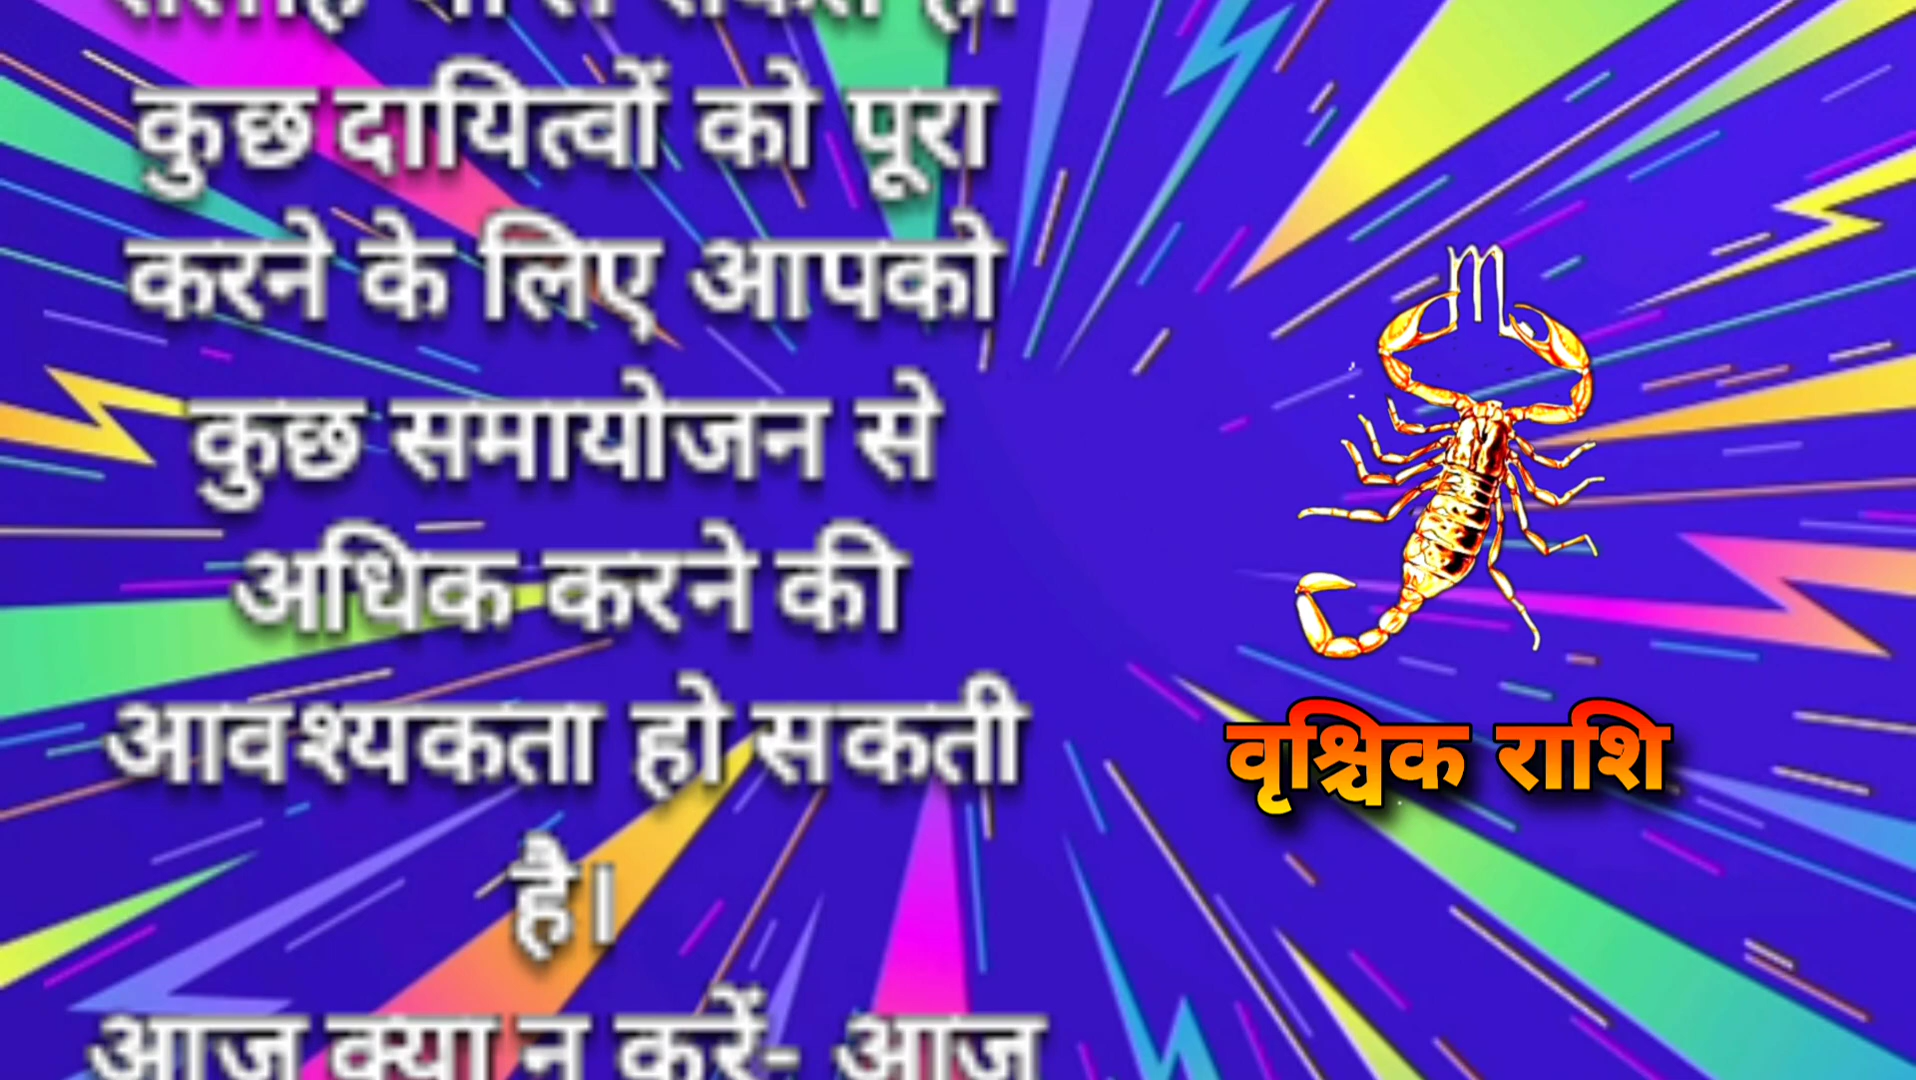 कुछ दायित्वों को पूरा
करने के लिए आपको
कुछ समायोजन से
अधिक करने की
आवश्यकता हो सकती
है।
आज क्या न करें- आज
वृश्चिक राशि